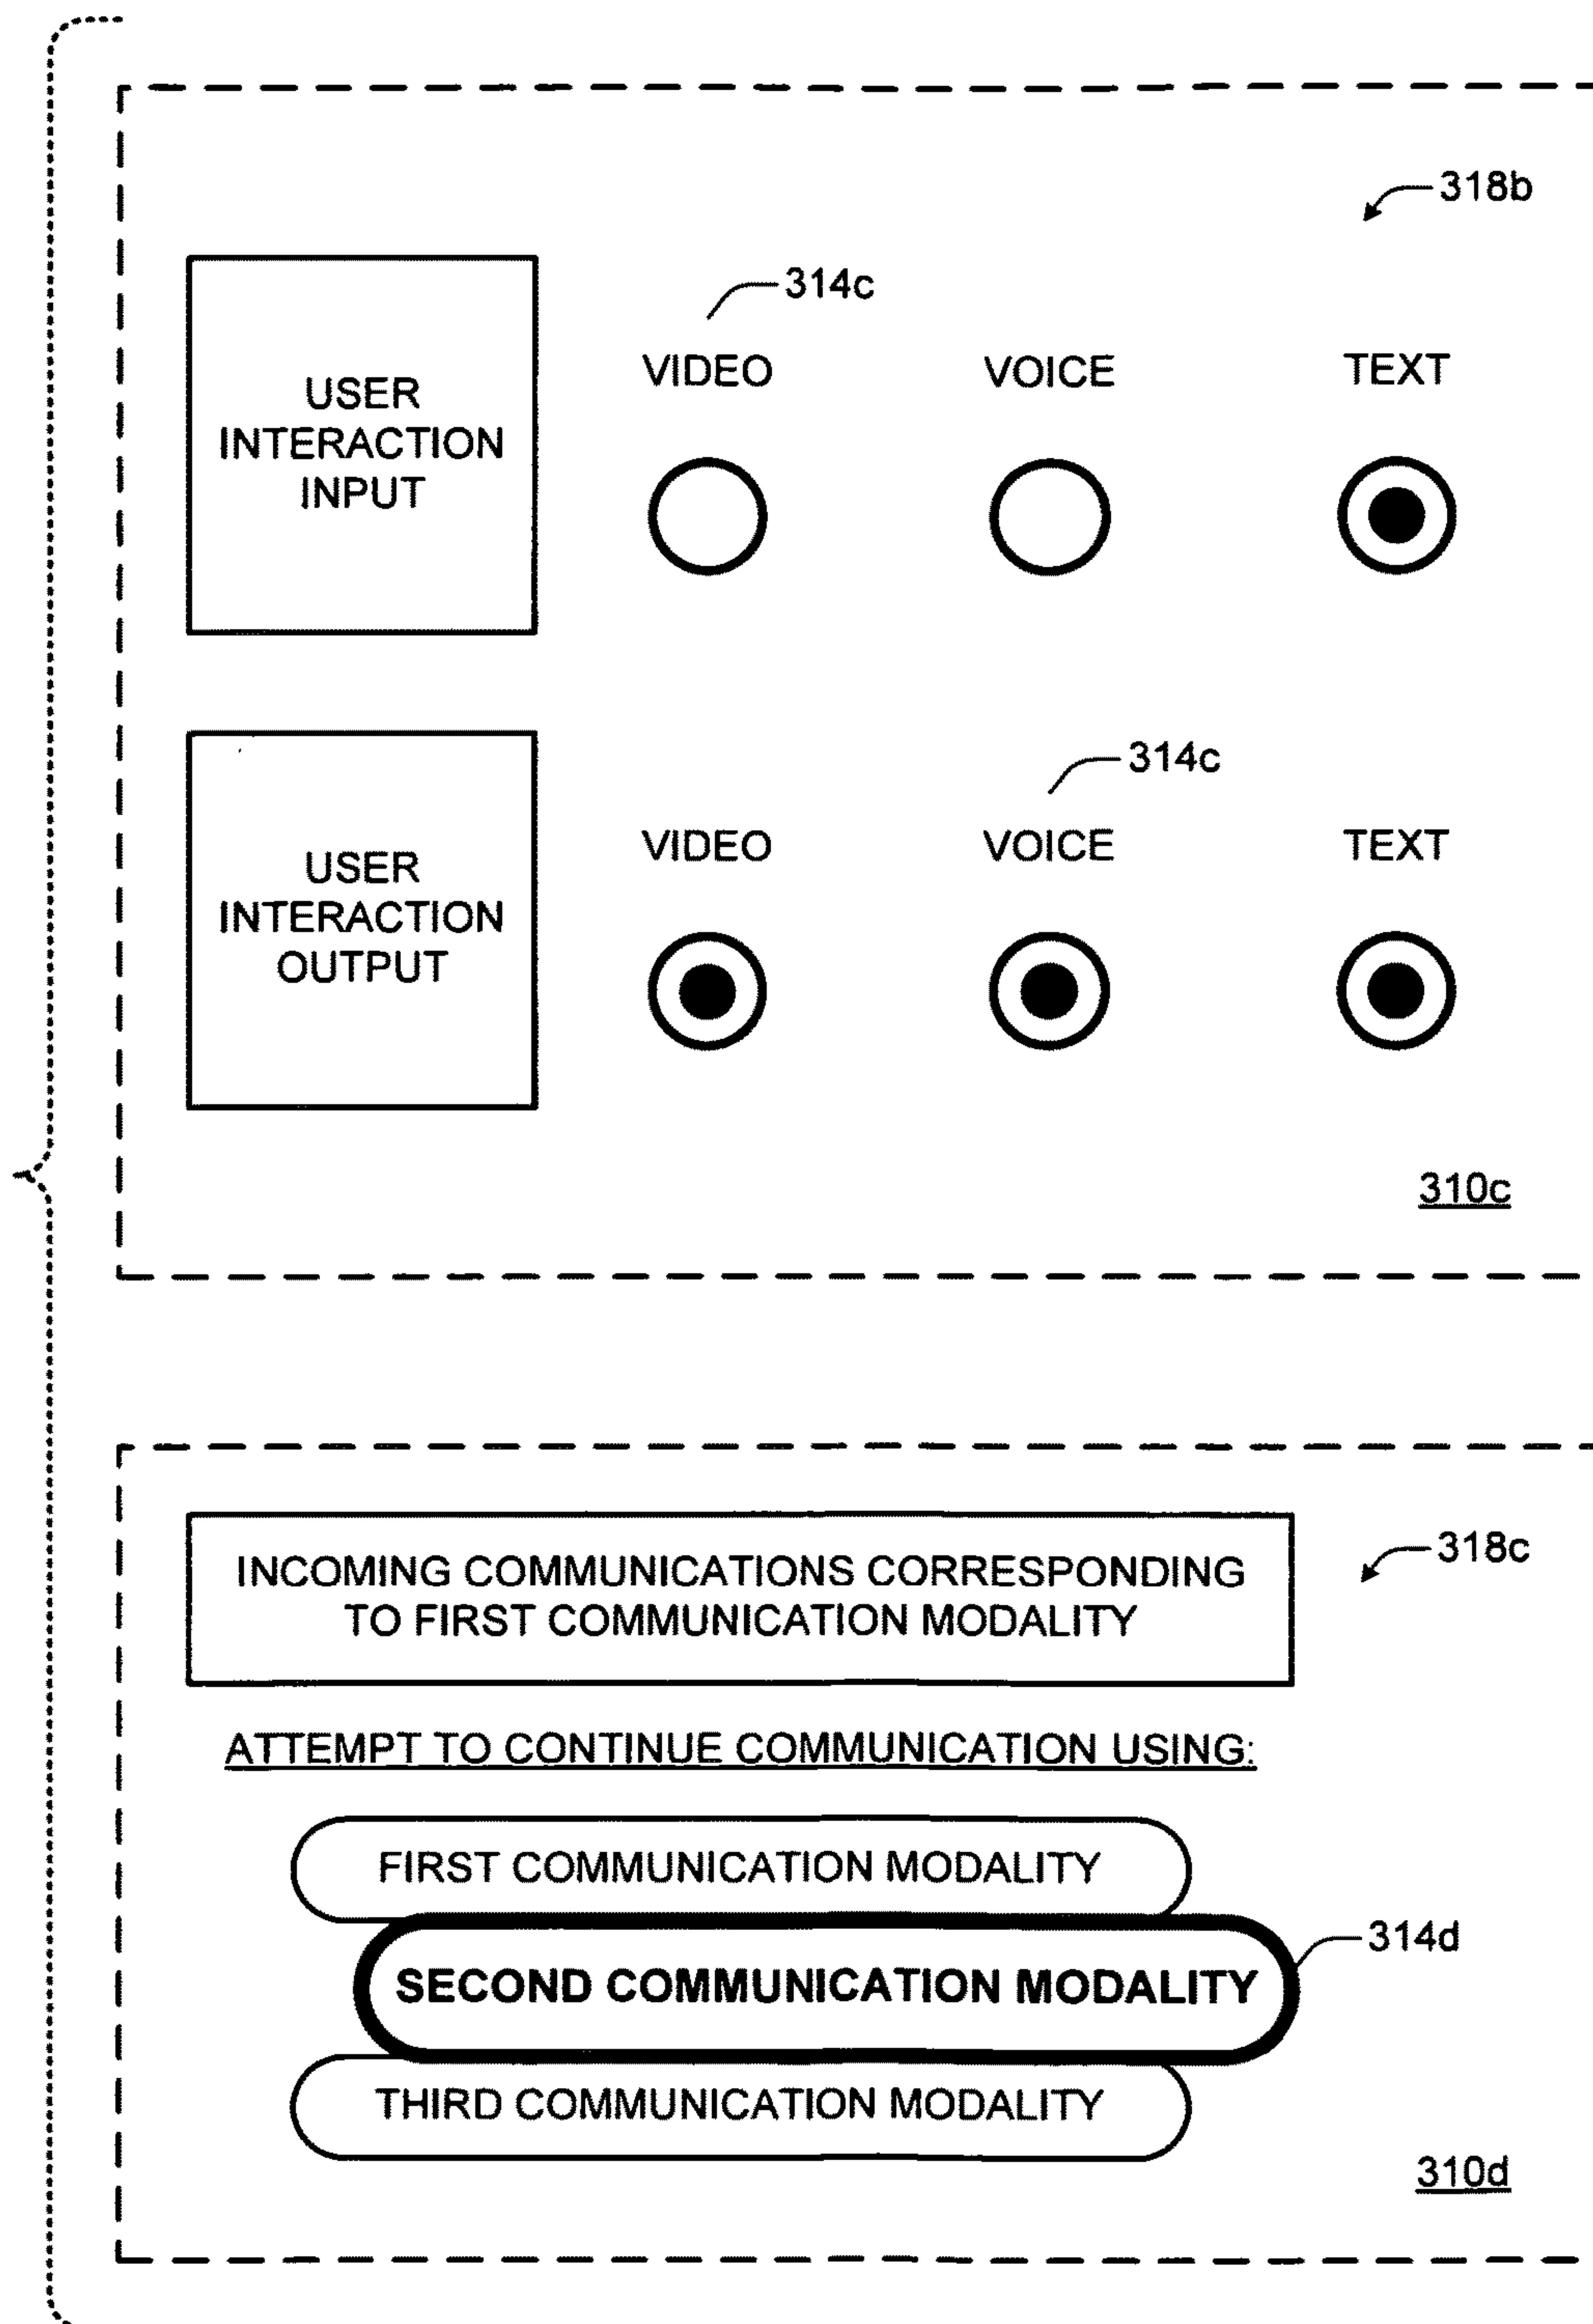 318b
314c
VIDEO VOICE TEXT
USER
INTERACTION
INPUT
314c
VIDEO VOICE TEXT
USER
INTERACTION
OUTPUT
310c
INCOMING COMMUNICATIONS CORRESPONDING
TO FIRST COMMUNICATION MODALITY
318c
ATTEMPT TO CONTINUE COMMUNICATION USING:
FIRST COMMUNICATION MODALITY
314d
SECOND COMMUNICATION MODALITY
THIRD COMMUNICATION MODALITY
310d